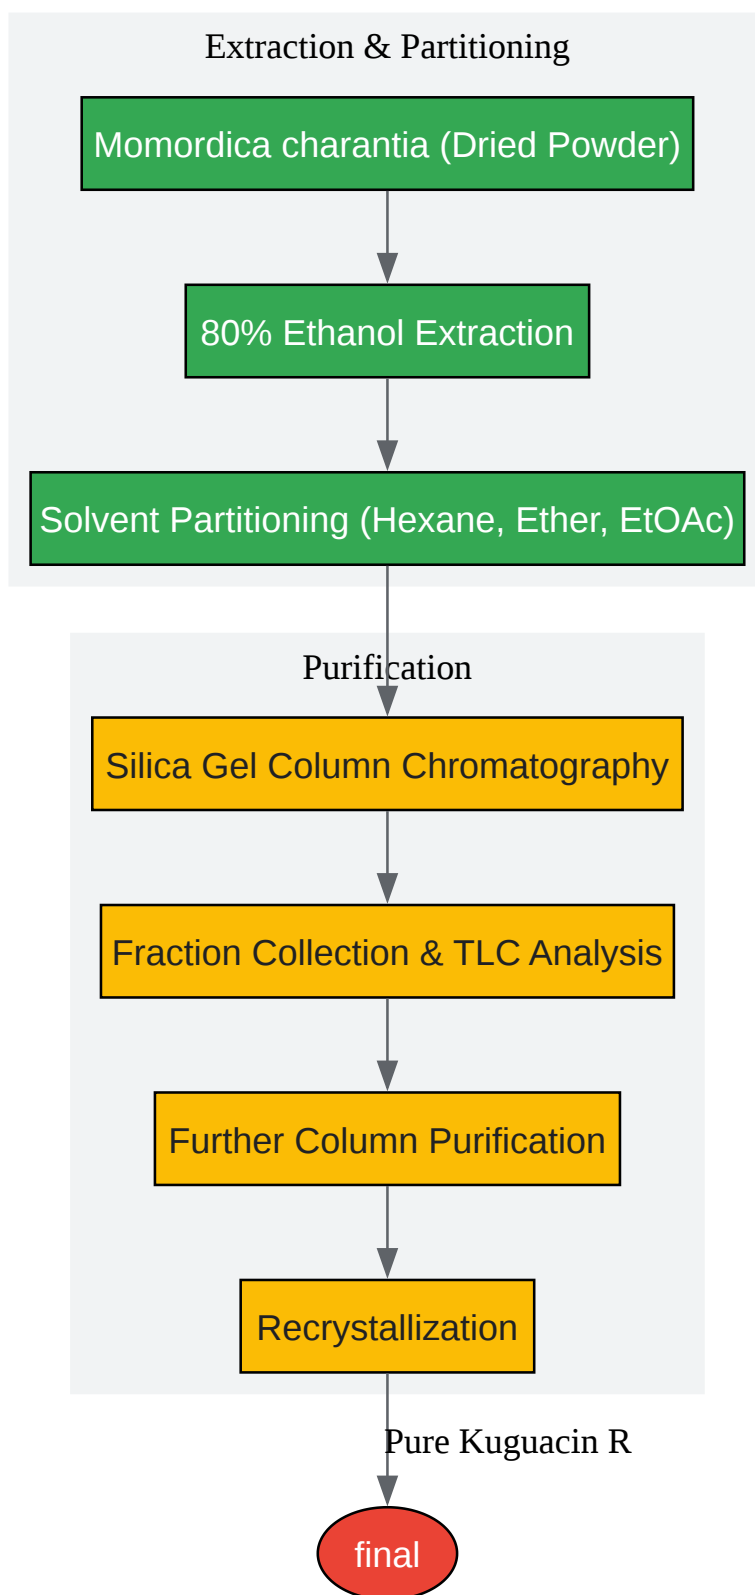 Extraction & Partitioning
Momordica charantia (Dried Powder)
80% Ethanol Extraction
Solvent Partitioning (Hexane, Ether, EtOAc)
Purification
Silica Gel Column Chromatography
Fraction Collection & TLC Analysis
Further Column Purification
Recrystallization
Pure Kuguacin R
final